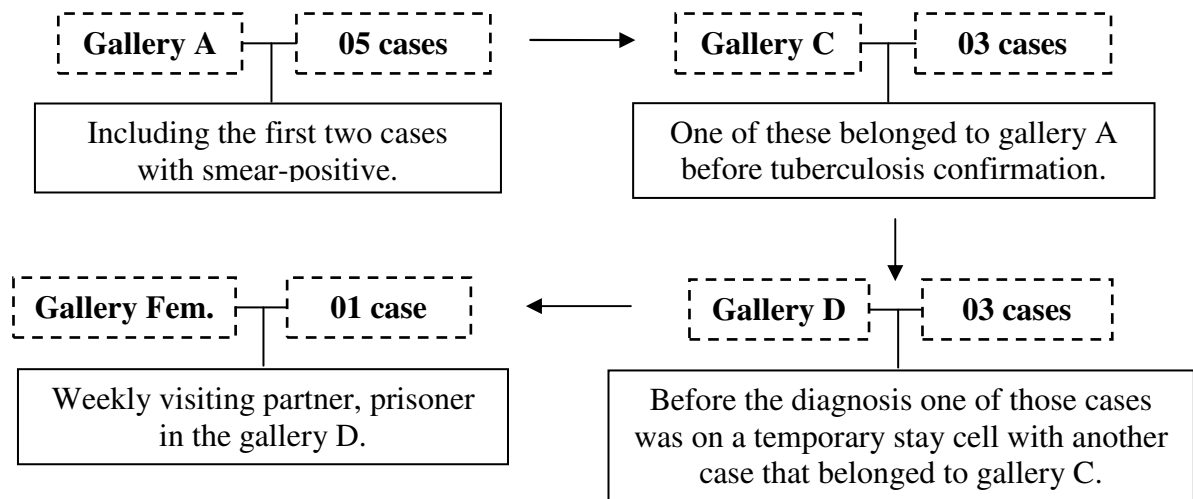 Gallery A
05 cases
Including the first two cases
with smear-positive.
Gallery C
03 cases
One of these belonged to gallery A
before tuberculosis confirmation.
Gallery D
03 cases
Before the diagnosis one of those cases
was on a temporary stay cell with another
case that belonged to gallery C.
Gallery Fem.
01 case
Weekly visiting partner, prisoner
in the gallery D.